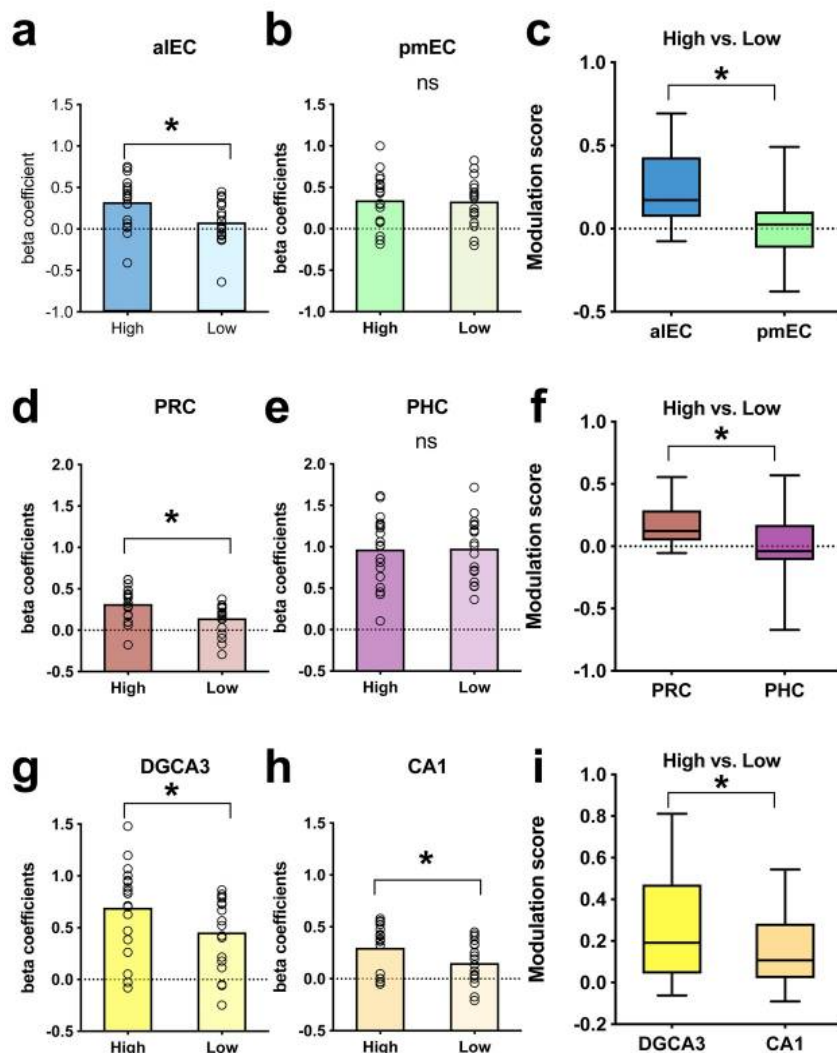 a
alEC
*
beta coefficient
1.5
1.0
0.5
0.0
-0.5
-1.0
High
Low
b
pmEC
ns
beta coefficients
1.5
1.0
0.5
0.0
-0.5
-1.0
High
Low
c
High vs. Low
*
Modulation score
1.0
0.5
0.0
-0.5
alEC
pmEC
d
PRC
*
beta coefficients
2.0
1.5
1.0
0.5
0.0
-0.5
High
Low
e
PHC
ns
beta coefficients
2.0
1.5
1.0
0.5
0.0
-0.5
High
Low
f
High vs. Low
*
Modulation score
1.0
0.5
0.0
-0.5
-1.0
PRC
PHC
g
DGCA3
*
beta coefficients
1.5
1.0
0.5
0.0
-0.5
High
Low
h
CA1
*
beta coefficients
1.5
1.0
0.5
0.0
-0.5
High
Low
i
High vs. Low
*
Modulation score
1.0
0.8
0.6
0.4
0.2
0.0
-0.2
DGCA3
CA1